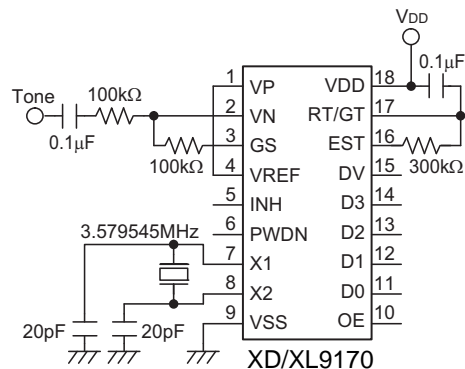 VDD
Tone
0.1μF
100kΩ
100kΩ
1 VP
2 VN
3 GS
4 VREF
5 INH
6 PWDN
7 X1
8 X2
9 VSS
VDD 18
RT/GT 17
EST 16
DV 15
D3 14
D2 13
D1 12
D0 11
OE 10
0.1μF
300kΩ
3.579545MHz
20pF
20pF
XD/XL9170